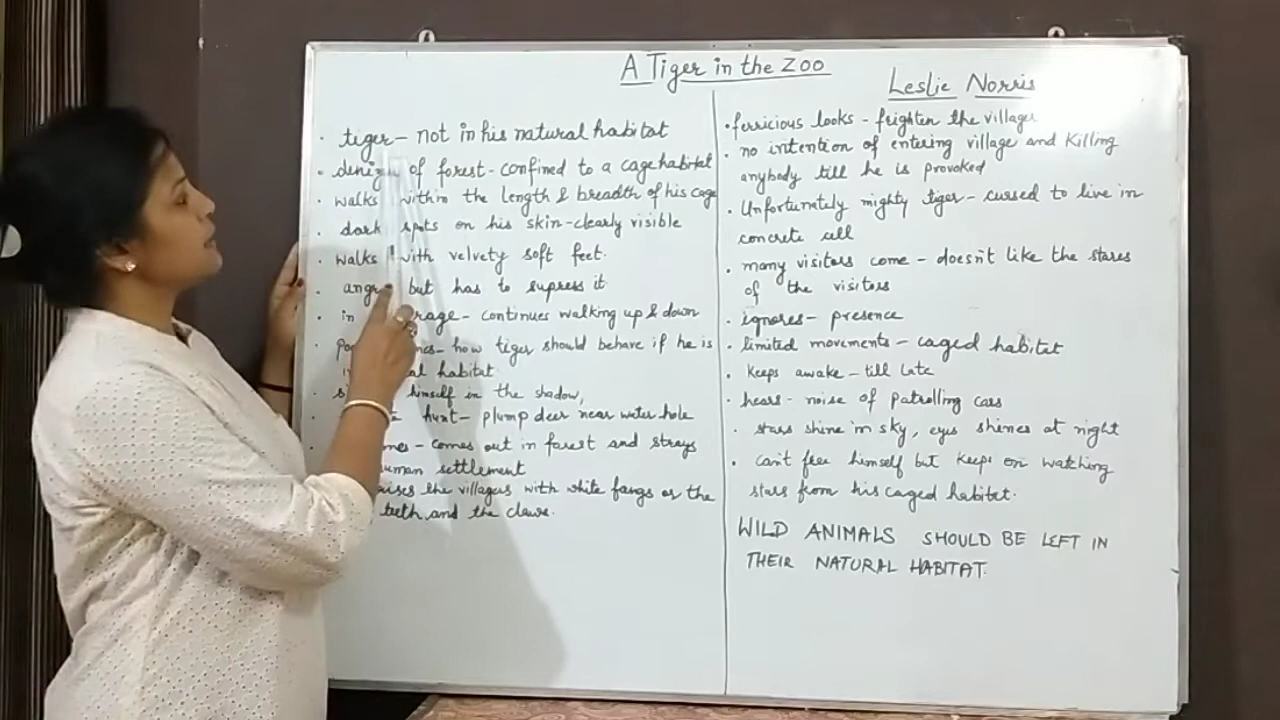 A Tiger in the Zoo
Leslie Norris
. tiger - not in his natural habitat
. of forest - confined to a cage habitat
. walks within the length & breadth of his cage
. dark spots on his skin - clearly visible
. walks with velvety soft feet.
. but has to supress it
. in rage - continues walking up & down
how tiger should behave if he is
habitat
himself in the shadow,
hunt - plump deer near water hole
- comes out in forest and strays
settlement
the villagers with white fangs or the
teeth and the claws.
. ferricious looks - frighten the villager
. no intention of entering village and killing
anybody till he is provoked
. Unfortunately mighty tiger - cursed to live in
concrete cell
. many visitors come - doesn't like the stares
of the visitors
. ignores - presence
. limited movements - caged habitat
. keeps awake - till late
. hears - noise of patrolling cars
. stars shine in sky, eyes shines at night
. can't free himself but keeps on watching
stars from his caged habitet.
WILD ANIMALS SHOULD BE LEFT IN
THEIR NATURAL HABITAT.